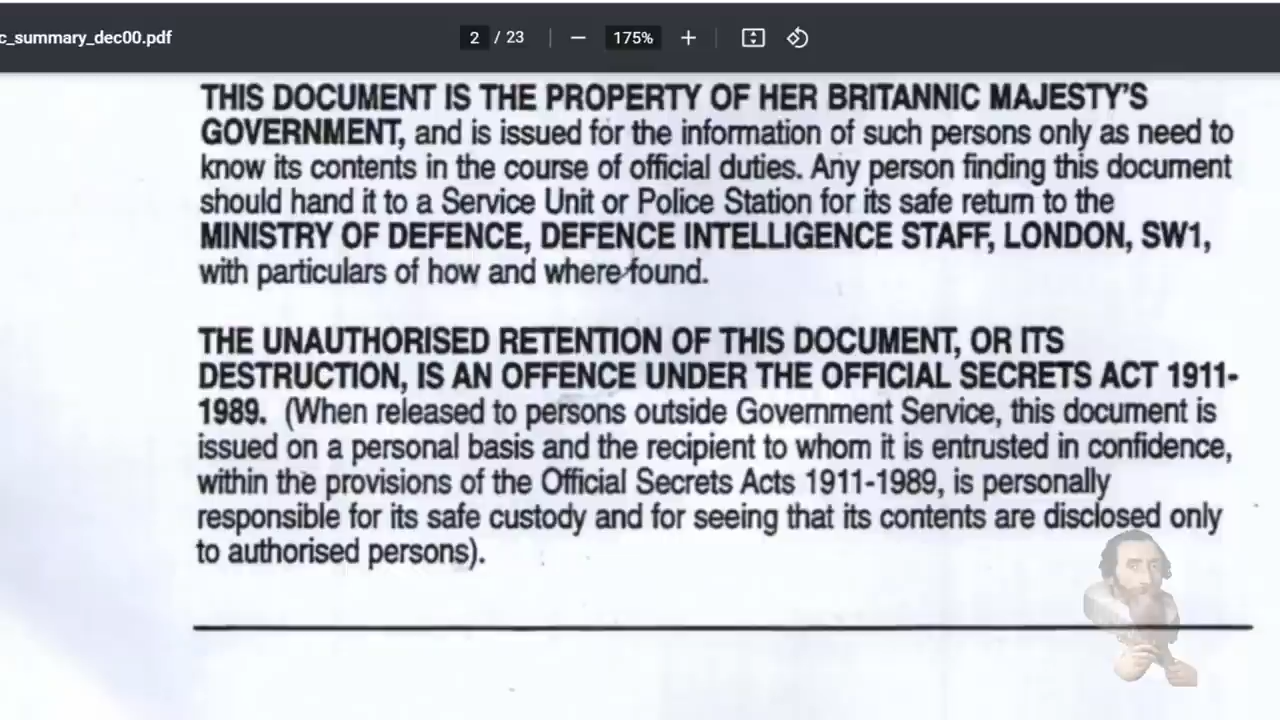 c_summary_dec00.pdf
2 / 23 — 175% +
THIS DOCUMENT IS THE PROPERTY OF HER BRITANNIC MAJESTY'S
GOVERNMENT, and is issued for the information of such persons only as need to
know its contents in the course of official duties. Any person finding this document
should hand it to a Service Unit or Police Station for its safe return to the
MINISTRY OF DEFENCE, DEFENCE INTELLIGENCE STAFF, LONDON, SW1,
with particulars of how and where found.
THE UNAUTHORISED RETENTION OF THIS DOCUMENT, OR ITS
DESTRUCTION, IS AN OFFENCE UNDER THE OFFICIAL SECRETS ACT 1911-
1989. (When released to persons outside Government Service, this document is
issued on a personal basis and the recipient to whom it is entrusted in confidence,
within the provisions of the Official Secrets Acts 1911-1989, is personally
responsible for its safe custody and for seeing that its contents are disclosed only
to authorised persons).